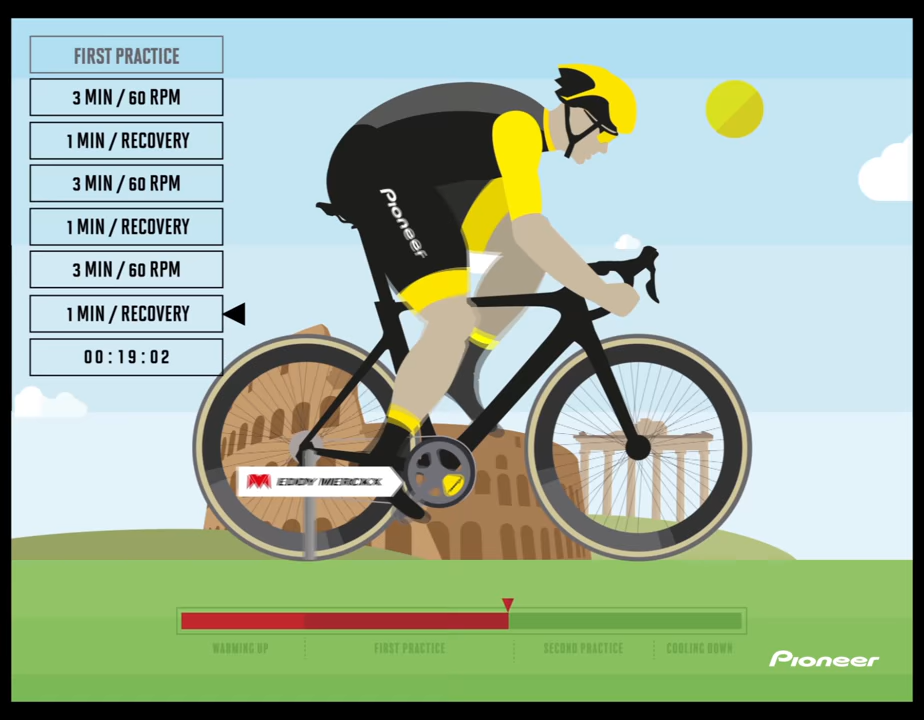 FIRST PRACTICE
3 MIN / 60 RPM
1 MIN / RECOVERY
3 MIN / 60 RPM
1 MIN / RECOVERY
3 MIN / 60 RPM
1 MIN / RECOVERY
00:19:02
Pioneer
EDDY MERCKX
WARMING UP
FIRST PRACTICE
SECOND PRACTICE
COOLING DOWN
Pioneer